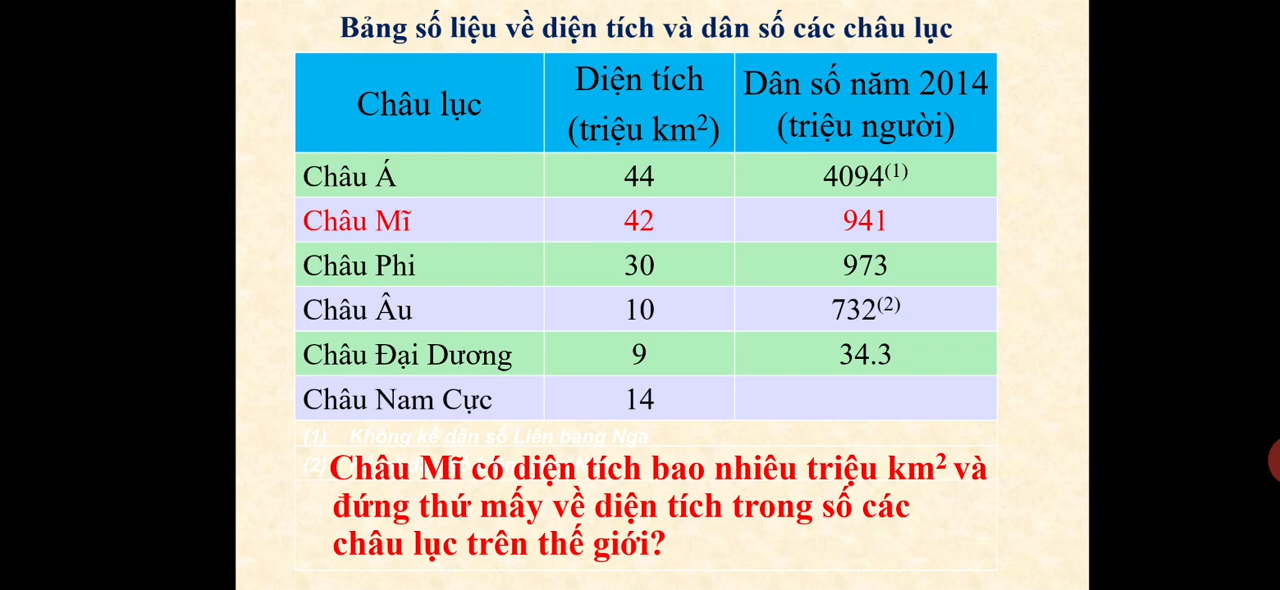 Bảng số liệu về diện tích và dân số các châu lục
Châu lục Diện tích (triệu km²) Dân số năm 2014 (triệu người)
Châu Á 44 4094(1)
Châu Mĩ 42 941
Châu Phi 30 973
Châu Âu 10 732(2)
Châu Đại Dương 9 34.3
Châu Nam Cực 14
(1) Không kể dân số Liên bang Nga
(2)
Châu Mĩ có diện tích bao nhiêu triệu km² và
đứng thứ mấy về diện tích trong số các
châu lục trên thế giới?